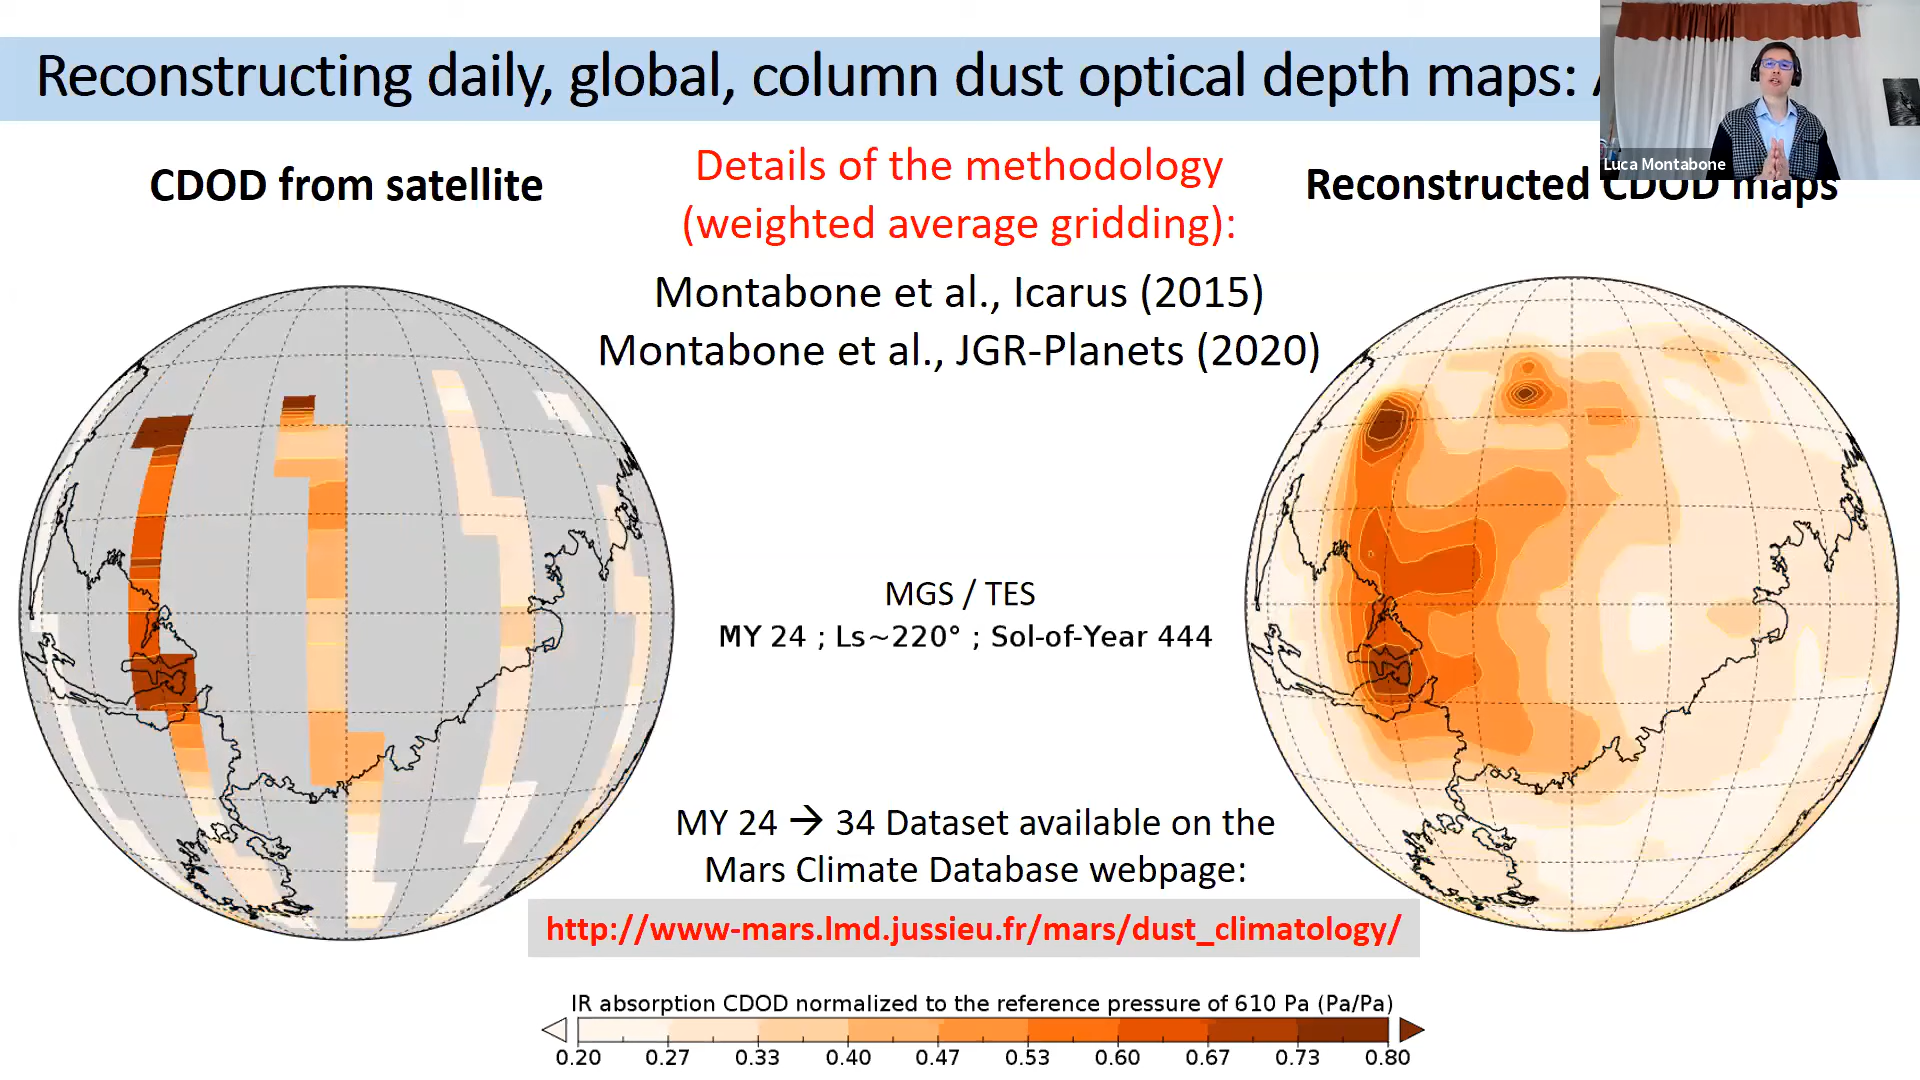 Reconstructing daily, global, column dust optical depth maps:
Luca Montabone
CDOD from satellite
Details of the methodology
(weighted average gridding):
Reconstructed CDOD maps
Montabone et al., Icarus (2015)
Montabone et al., JGR-Planets (2020)
MGS / TES
MY 24 ; Ls~220° ; Sol-of-Year 444
MY 24 → 34 Dataset available on the
Mars Climate Database webpage:
http://www-mars.lmd.jussieu.fr/mars/dust_climatology/
IR absorption CDOD normalized to the reference pressure of 610 Pa (Pa/Pa)
0.20 0.27 0.33 0.40 0.47 0.53 0.60 0.67 0.73 0.80